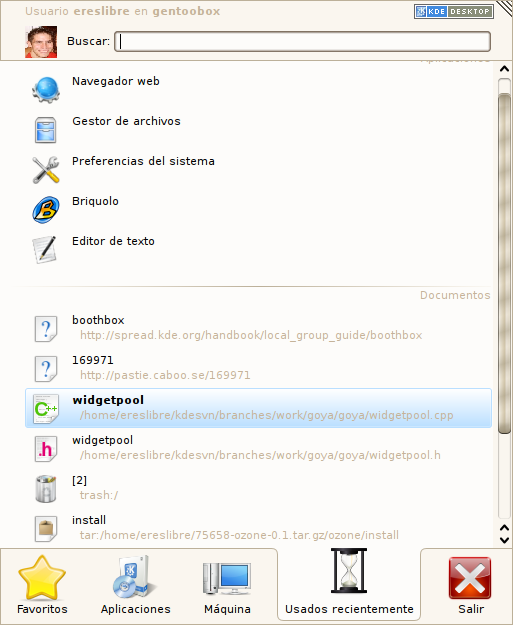 Usuario ereslibre en gentoobox
KDE DESKTOP
Buscar:
Aplicaciones
Navegador web
Gestor de archivos
Preferencias del sistema
Briquolo
Editor de texto
Documentos
boothbox
http://spread.kde.org/handbook/local_group_guide/boothbox
169971
http://pastie.caboo.se/169971
widgetpool
C++
/home/ereslibre/kdesvn/branches/work/goya/goya/widgetpool.cpp
widgetpool
.h
/home/ereslibre/kdesvn/branches/work/goya/goya/widgetpool.h
[2]
trash:/
install
tar:/home/ereslibre/75658-ozone-0.1.tar.gz/ozone/install
Favoritos
Aplicaciones
Máquina
Usados recientemente
Salir